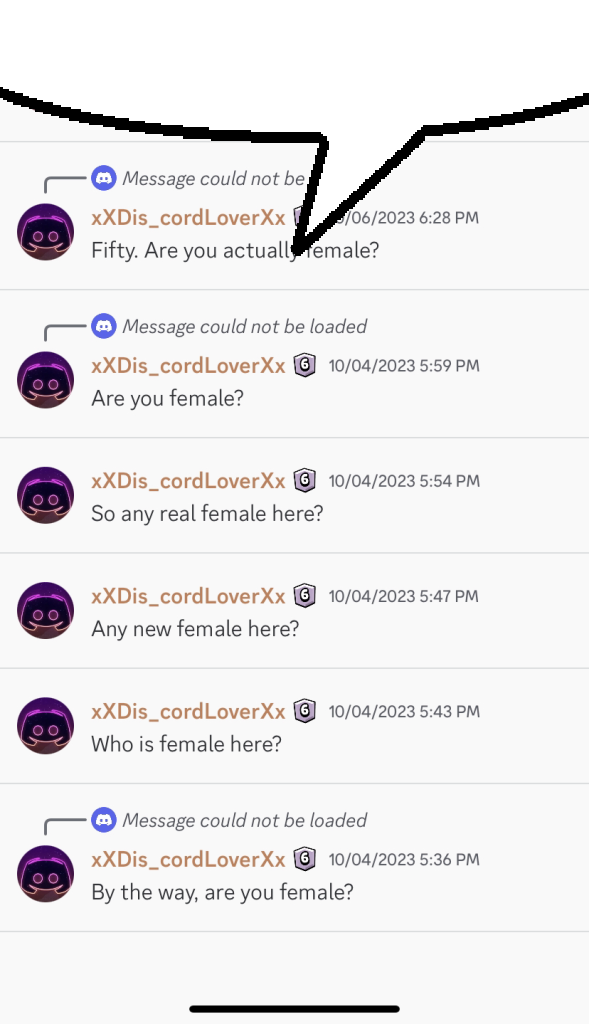 Message could not be
xXDis_cordLoverXx 6/06/2023 6:28 PM
Fifty. Are you actually female?
Message could not be loaded
xXDis_cordLoverXx 6 10/04/2023 5:59 PM
Are you female?
xXDis_cordLoverXx 6 10/04/2023 5:54 PM
So any real female here?
xXDis_cordLoverXx 6 10/04/2023 5:47 PM
Any new female here?
xXDis_cordLoverXx 6 10/04/2023 5:43 PM
Who is female here?
Message could not be loaded
xXDis_cordLoverXx 6 10/04/2023 5:36 PM
By the way, are you female?